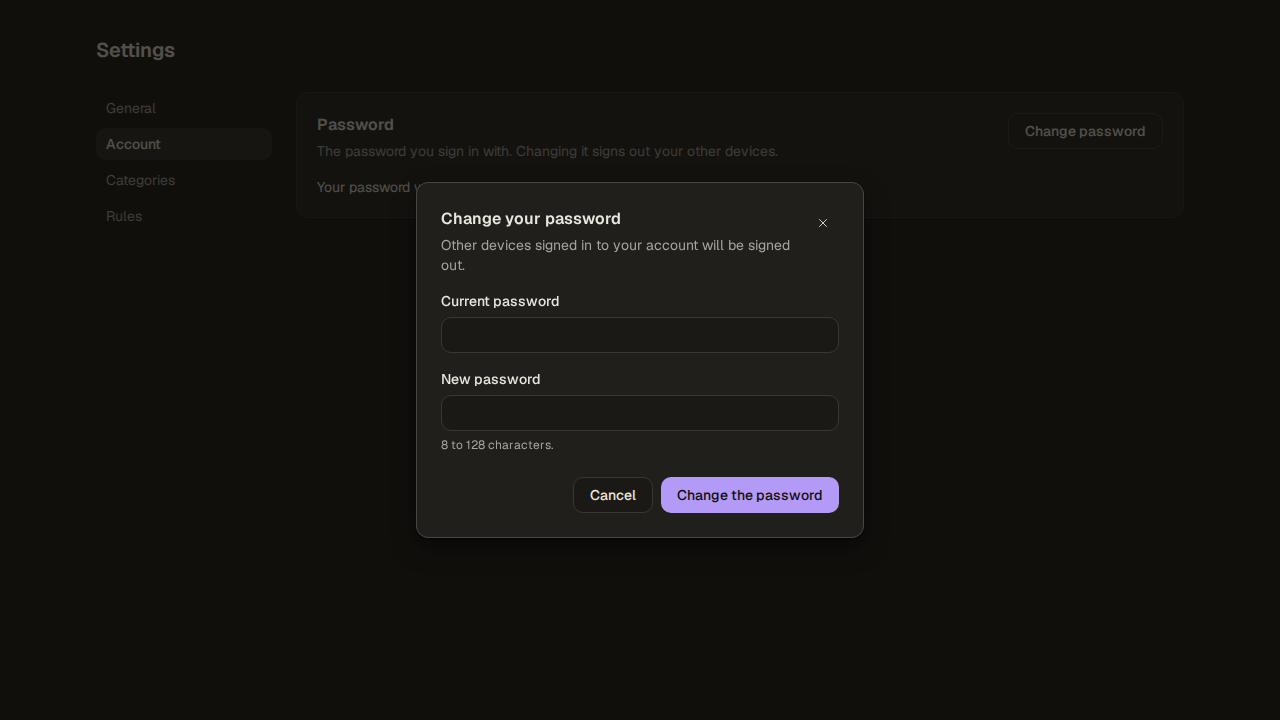 Settings
General
Account
Categories
Rules
Password
The password you sign in with. Changing it signs out your other devices.
Change password
Your password
Change your password
Other devices signed in to your account will be signed
out.
Current password
New password
8 to 128 characters.
Cancel
Change the password